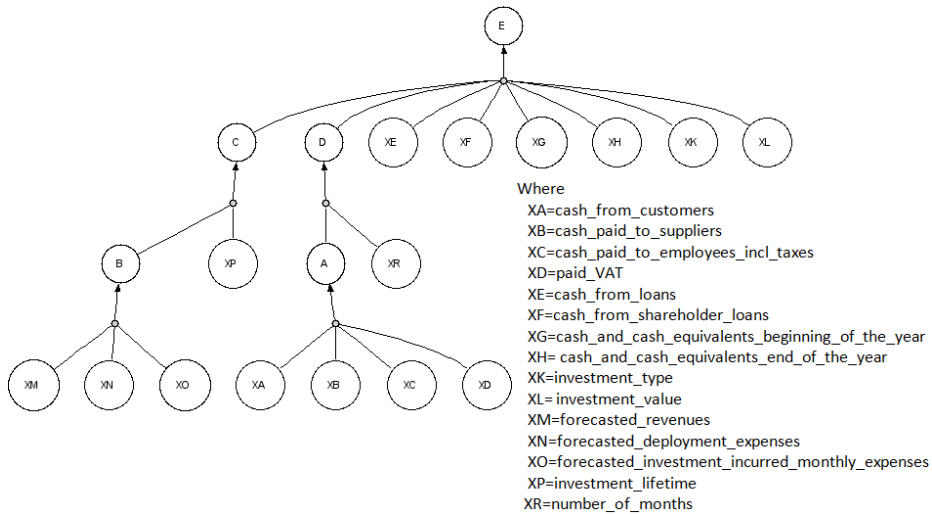 E
C
D
XE
XF
XG
XH
XK
XL
B
XP
A
XR
XM
XN
XO
XA
XB
XC
XD
Where
XA=cash_from_customers
XB=cash_paid_to_suppliers
XC=cash_paid_to_employees_incl_taxes
XD=paid_VAT
XE=cash_from_loans
XF=cash_from_shareholder_loans
XG=cash_and_cash_equivalents_beginning_of_the_year
XH= cash_and_cash_equivalents_end_of_the_year
XK=investment_type
XL= investment_value
XM=forecasted_revenues
XN=forecasted_deployment_expenses
XO=forecasted_investment_incurred_monthly_expenses
XP=investment_lifetime
XR=number_of_months